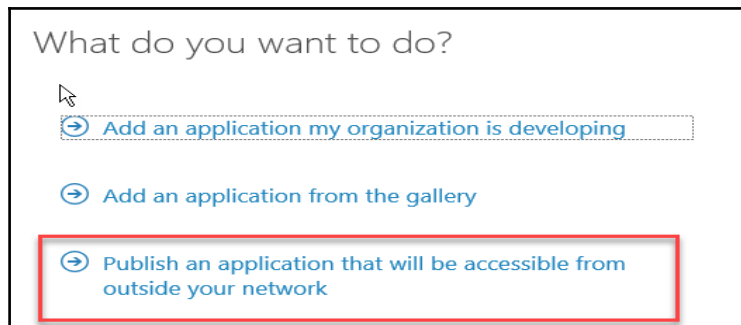 What do you want to do?
Add an application my organization is developing
Add an application from the gallery
Publish an application that will be accessible from
outside your network